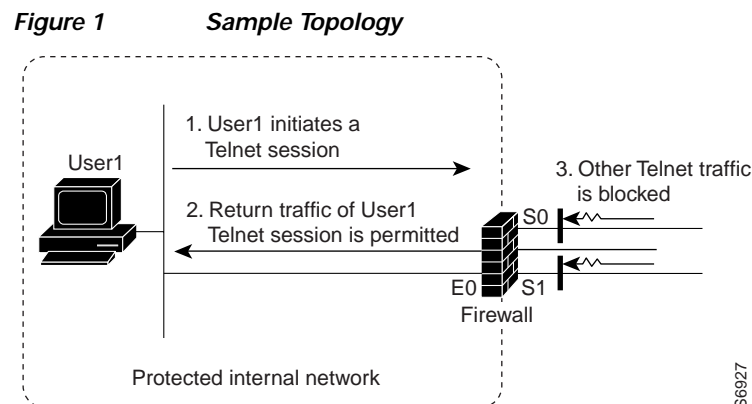 Figure 1 Sample Topology
1. User1 initiates a
Telnet session
User1
2. Return traffic of User1
Telnet session is permitted
3. Other Telnet traffic
is blocked
S0
E0
S1
Firewall
Protected internal network
S6927